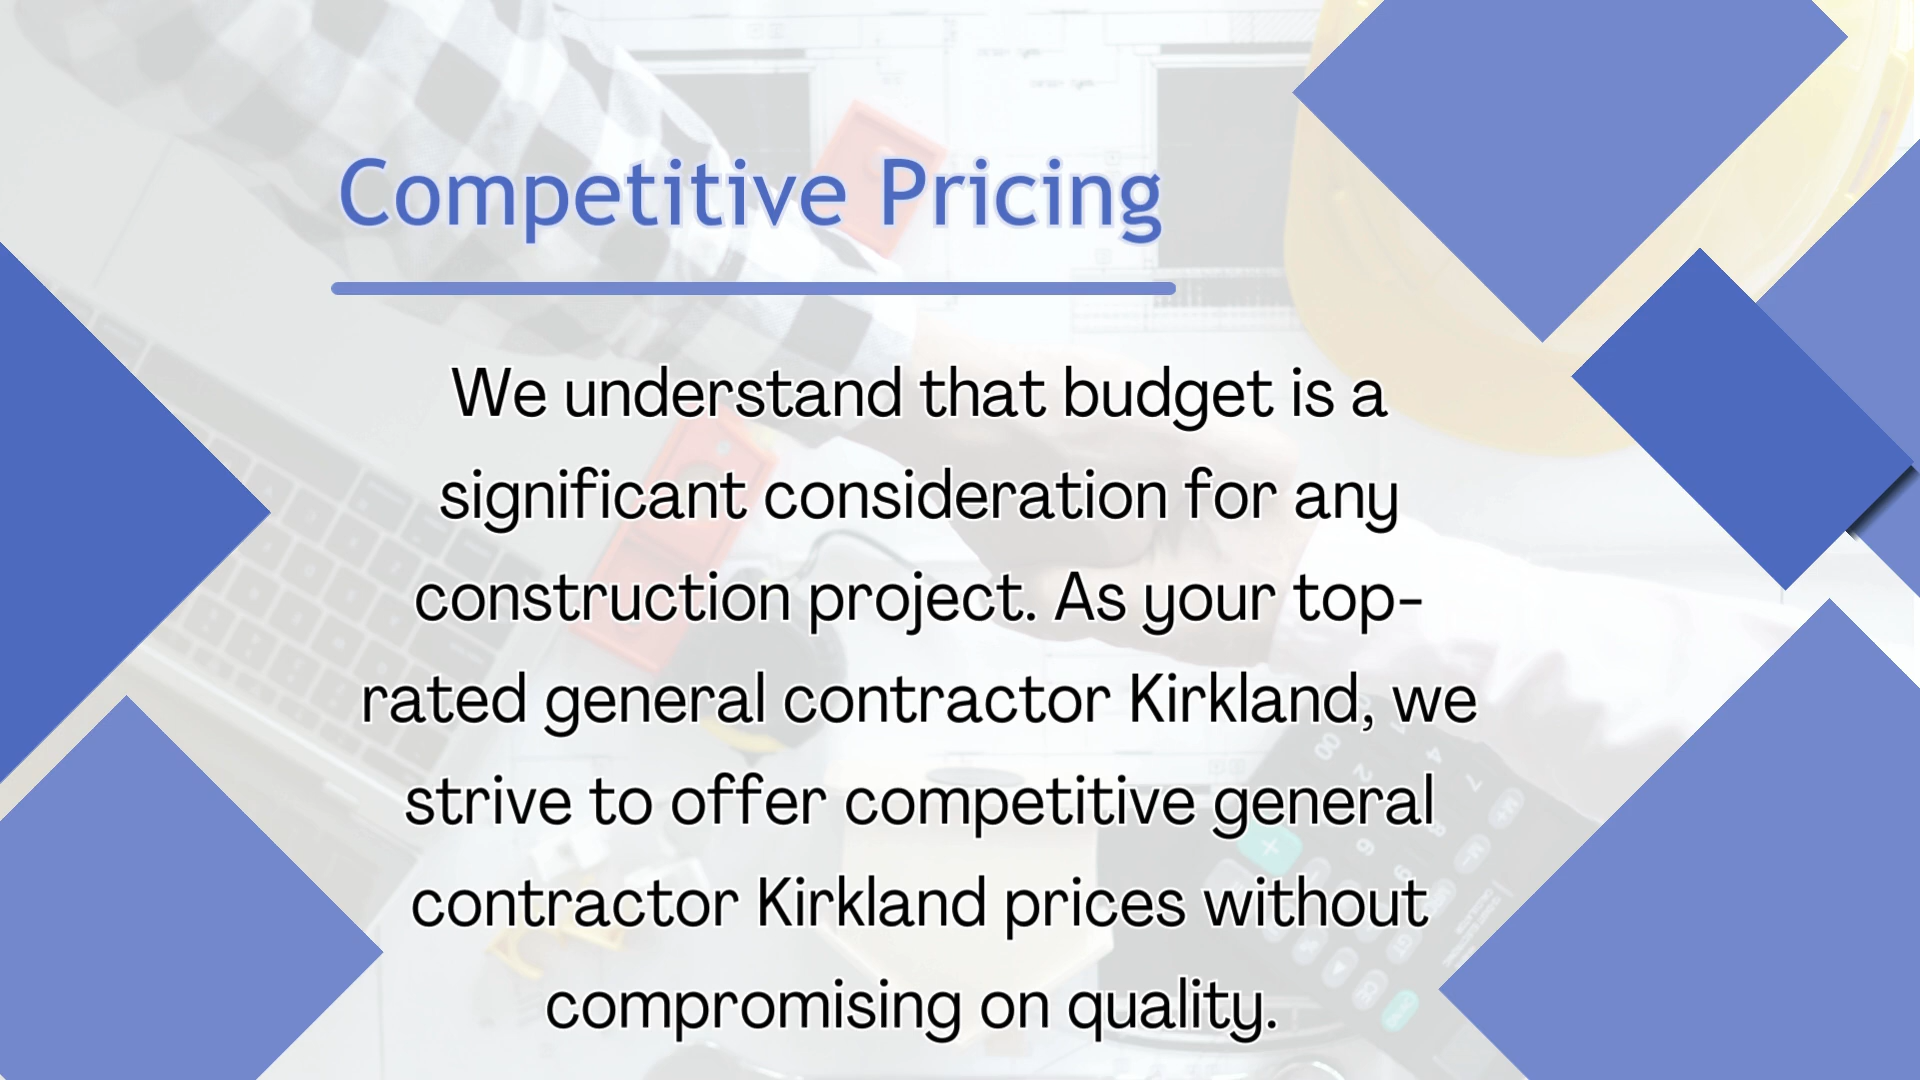 Competitive Pricing
We understand that budget is a
significant consideration for any
construction project. As your top-
rated general contractor Kirkland, we
strive to offer competitive general
contractor Kirkland prices without
compromising on quality.